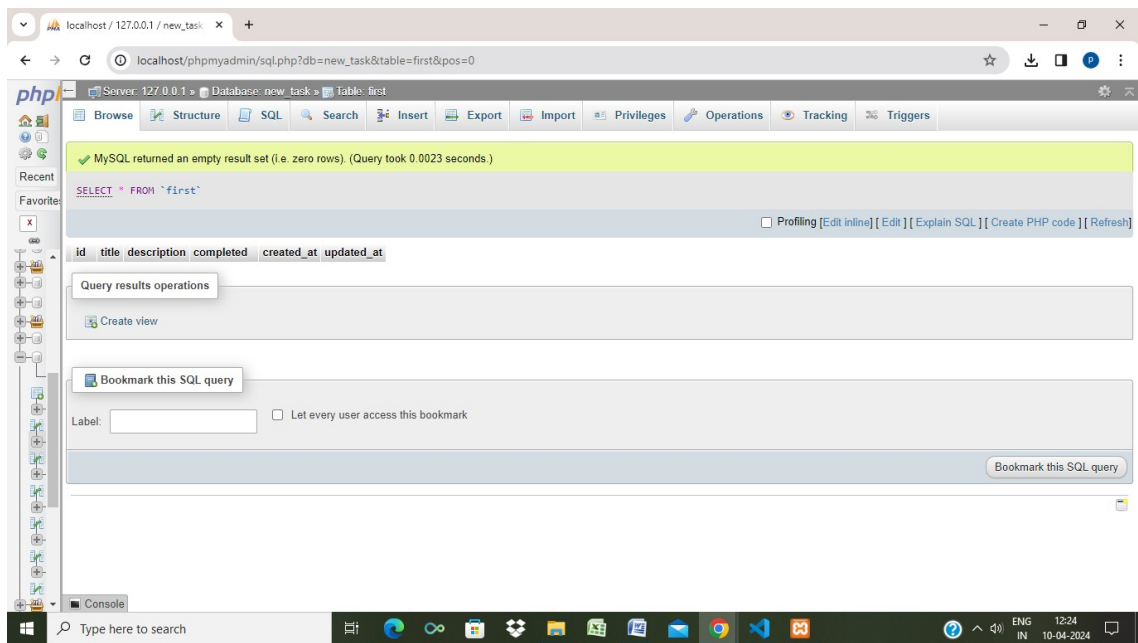 localhost / 127.0.0.1 / new_task
localhost/phpmyadmin/sql.php?db=new_task&table=first&pos=0
P
php
Server: 127.0.0.1 » Database: new_task » Table: first
Browse Structure SQL Search Insert Export Import Privileges Operations Tracking Triggers
MySQL returned an empty result set (i.e. zero rows). (Query took 0.0023 seconds.)
Recent
SELECT * FROM `first`
Favorites
Profiling [Edit inline] [ Edit ] [ Explain SQL ] [ Create PHP code ] [ Refresh]
id title description completed created_at updated_at
Query results operations
Create view
Bookmark this SQL query
Label: Let every user access this bookmark
Bookmark this SQL query
Console
Type here to search
ENG 12:24
IN 10-04-2024